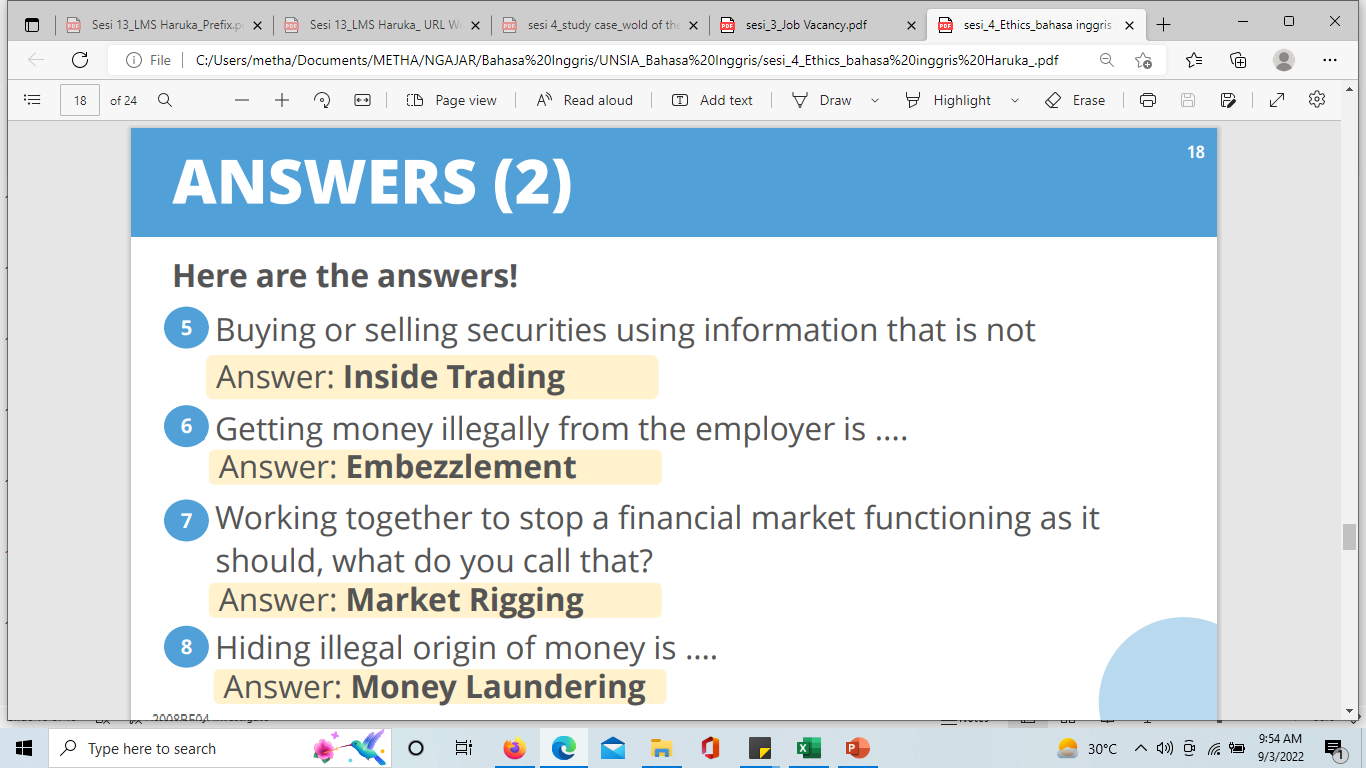 Sesi 13_LMS Haruka_Prefix.p
Sesi 13_LMS Haruka_ URL W
sesi 4_study case_wold of the
sesi_3_Job Vacancy.pdf
sesi_4_Ethics_bahasa inggris
File
C:/Users/metha/Documents/METHA/NGAJAR/Bahasa%20Inggris/UNSIA_Bahasa%20Inggris/sesi_4_Ethics_bahasa%20inggris%20Haruka_.pdf
18 of 24
Page view
Read aloud
Add text
Draw
Highlight
Erase
18
ANSWERS (2)
Here are the answers!
5 Buying or selling securities using information that is not
Answer: Inside Trading
6 Getting money illegally from the employer is ....
Answer: Embezzlement
7 Working together to stop a financial market functioning as it
should, what do you call that?
Answer: Market Rigging
8 Hiding illegal origin of money is ....
Answer: Money Laundering
Type here to search
30°C
9:54 AM
9/3/2022
1